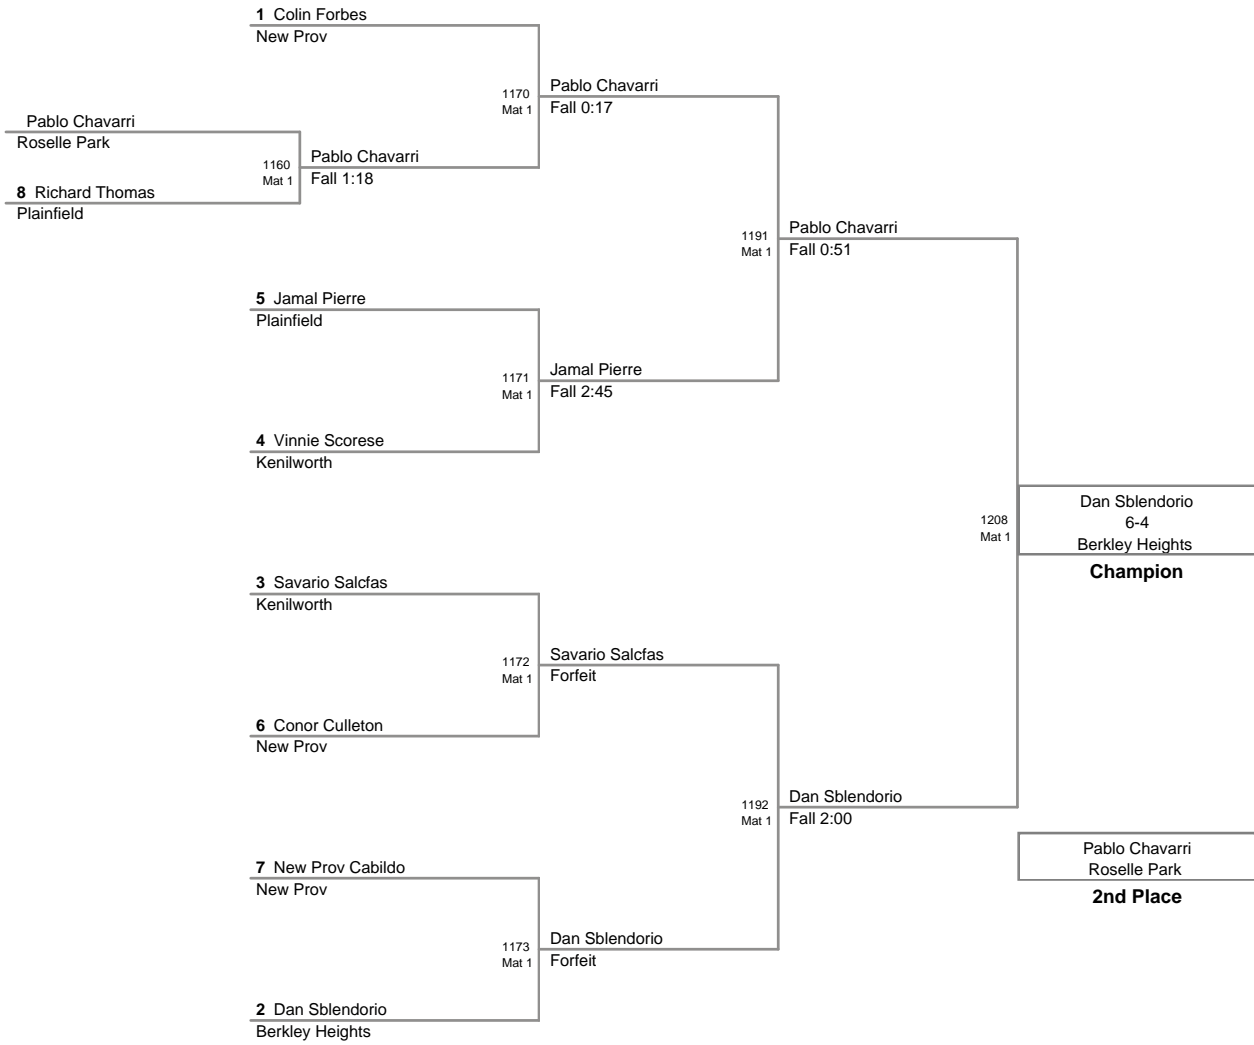 1 Colin Forbes
New Prov
1170
Mat 1
Pablo Chavarri
Fall 0:17
Pablo Chavarri
Roselle Park
1160
Mat 1
Pablo Chavarri
Fall 1:18
8 Richard Thomas
Plainfield
1191
Mat 1
Pablo Chavarri
Fall 0:51
5 Jamal Pierre
Plainfield
1171
Mat 1
Jamal Pierre
Fall 2:45
4 Vinnie Scorese
Kenilworth
1208
Mat 1
Dan Sblendorio
6-4
Berkley Heights
Champion
3 Savario Salcfas
Kenilworth
1172
Mat 1
Savario Salcfas
Forfeit
6 Conor Culleton
New Prov
1192
Mat 1
Dan Sblendorio
Fall 2:00
Pablo Chavarri
Roselle Park
2nd Place
7 New Prov Cabildo
New Prov
1173
Mat 1
Dan Sblendorio
Forfeit
2 Dan Sblendorio
Berkley Heights